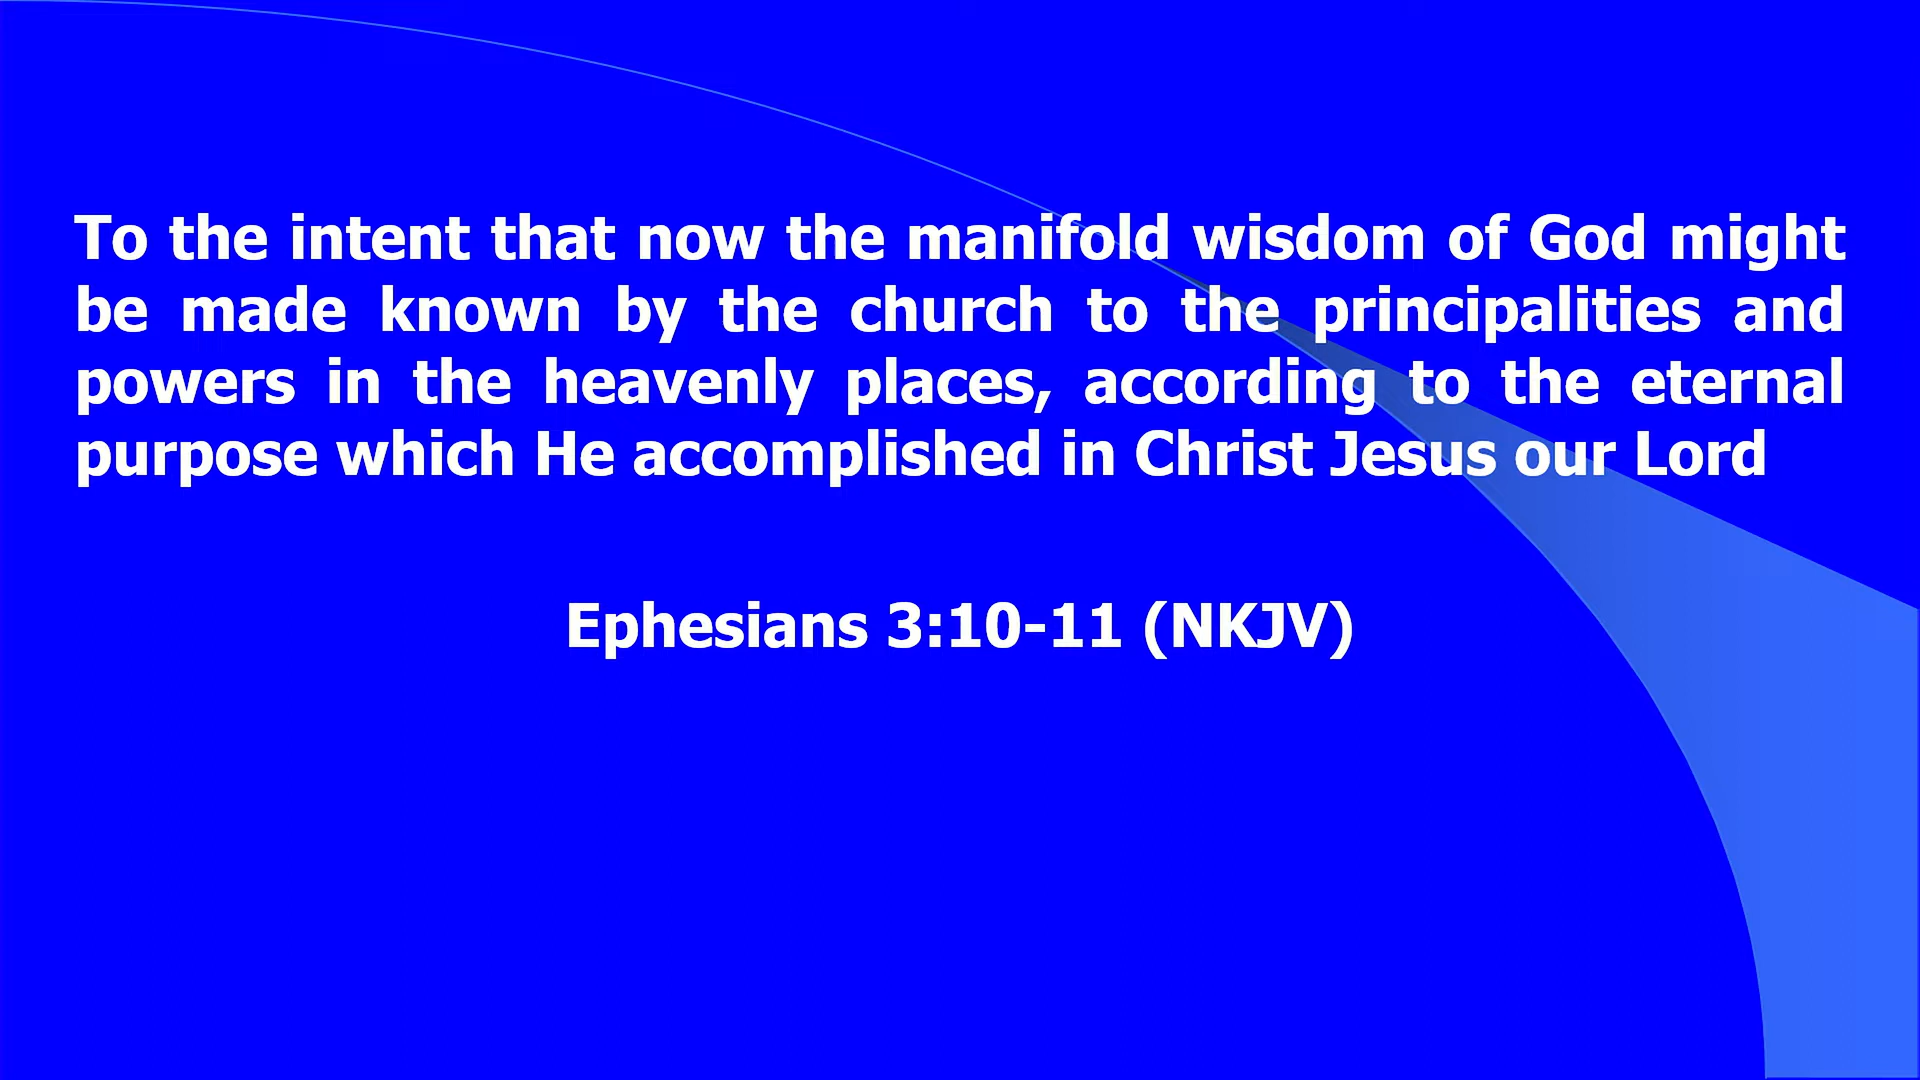 To the intent that now the manifold wisdom of God might
be made known by the church to the principalities and
powers in the heavenly places, according to the eternal
purpose which He accomplished in Christ Jesus our Lord
Ephesians 3:10-11 (NKJV)